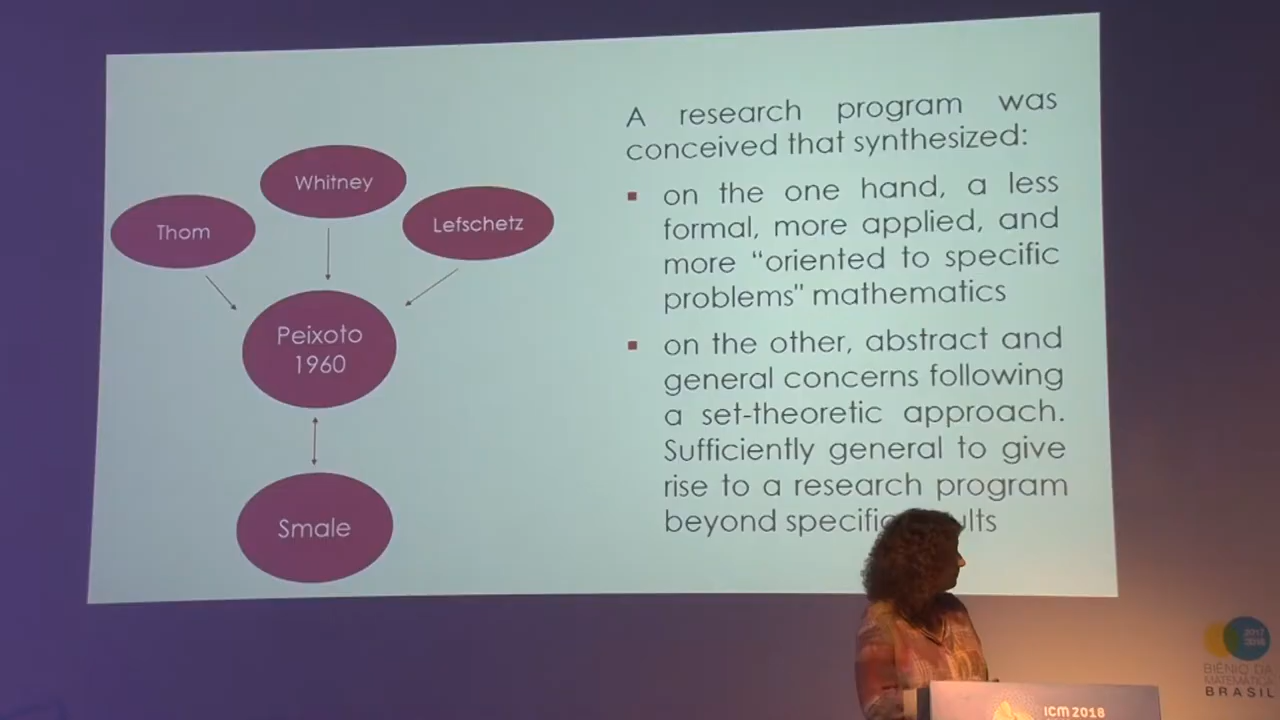 Whitney
Thom
Lefschetz
Peixoto
1960
Smale
A research program was
conceived that synthesized:
▪ on the one hand, a less
formal, more applied, and
more “oriented to specific
problems" mathematics
▪ on the other, abstract and
general concerns following
a set-theoretic approach.
Sufficiently general to give
rise to a research program
beyond
2017
2018
BIÊNIO DA
MATEMÁTICA
BRASIL
ICM 2018